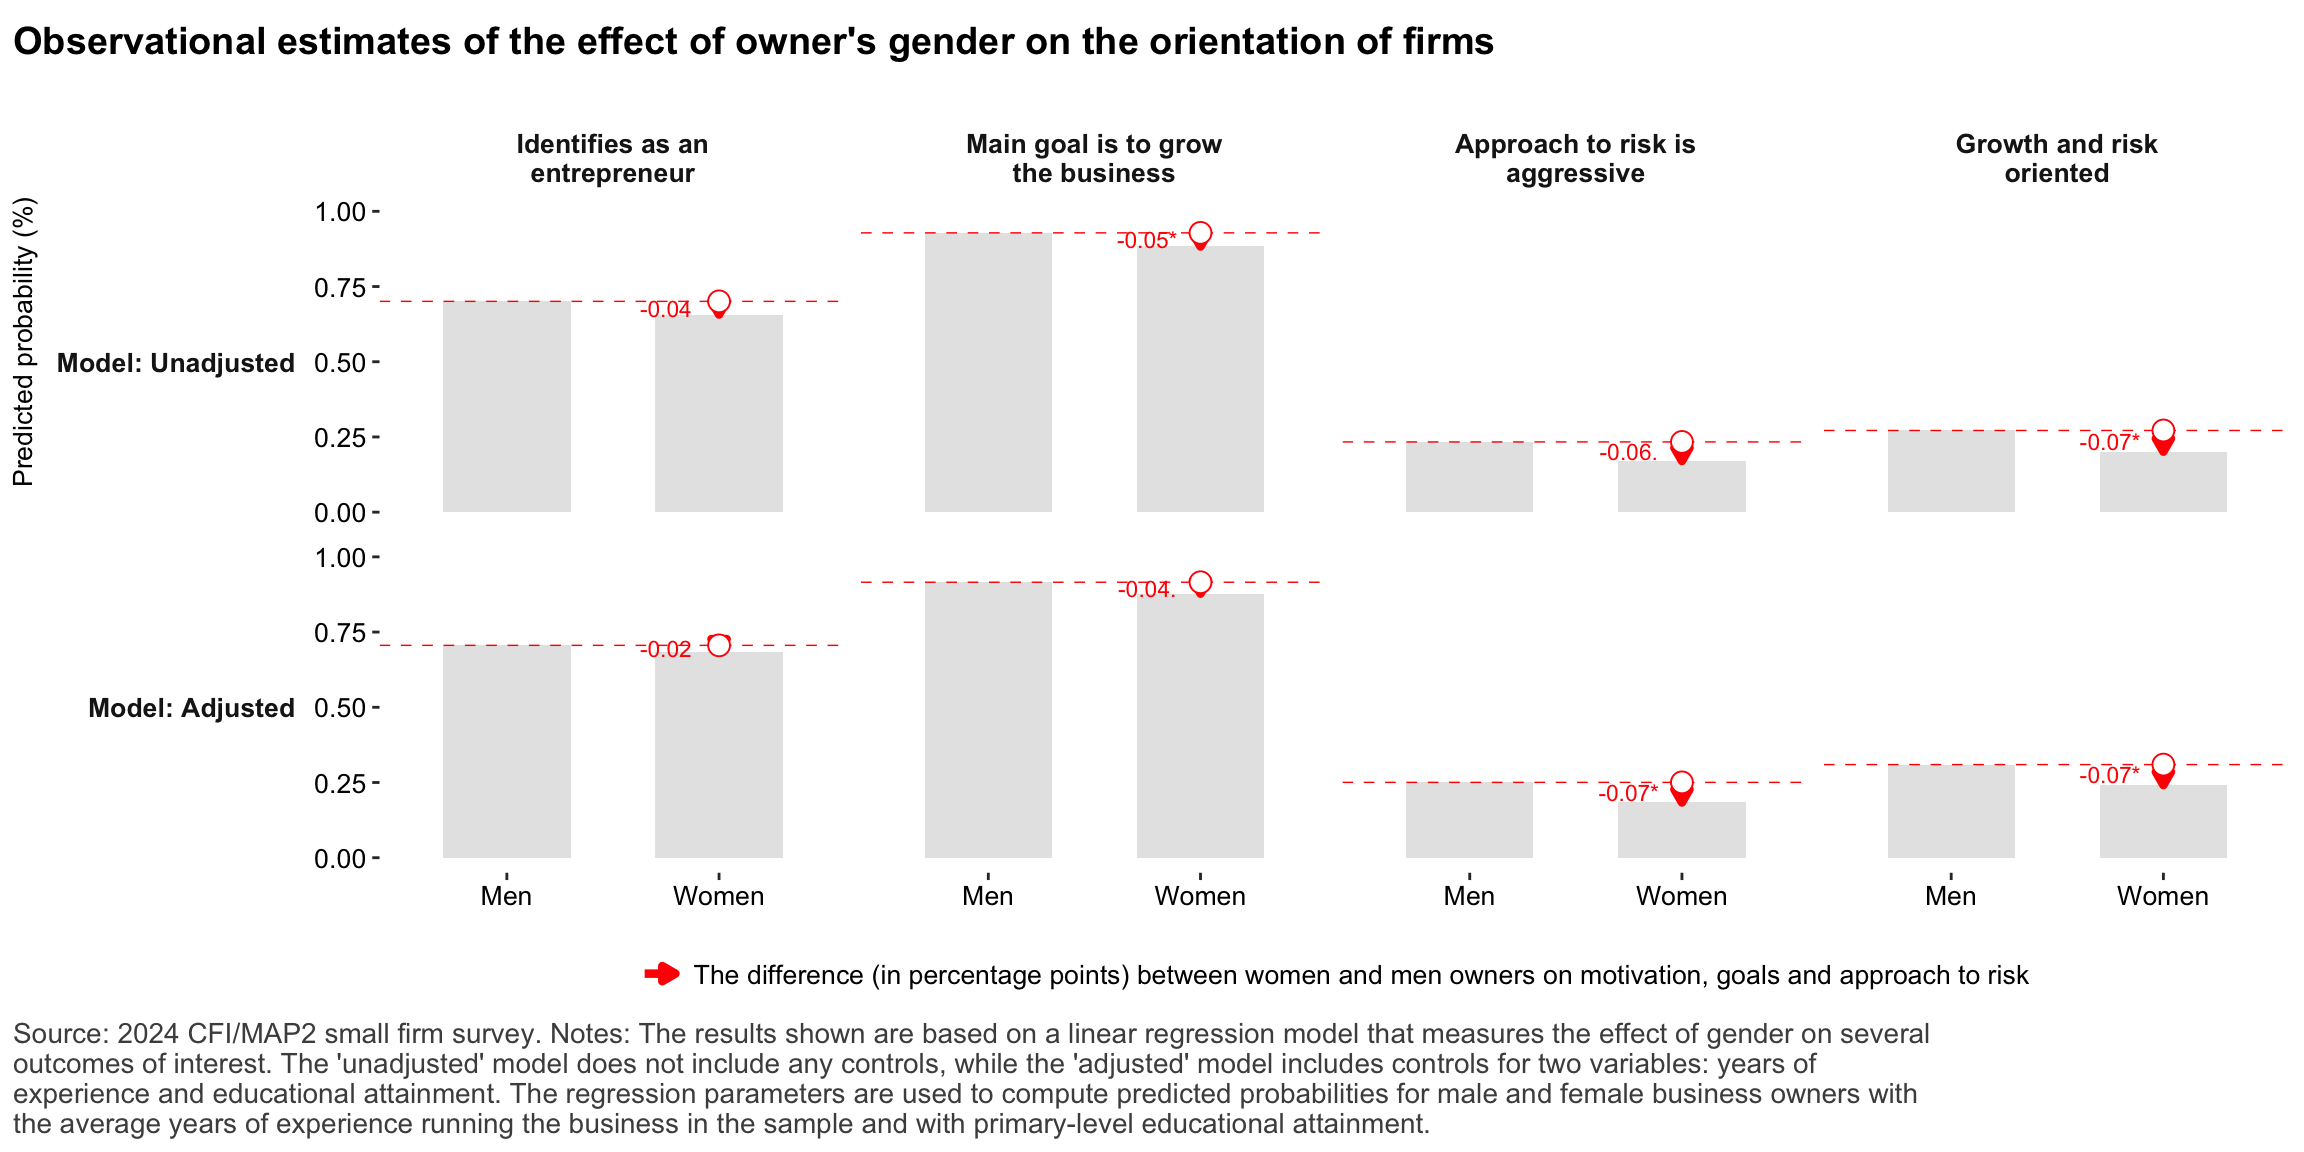 Observational estimates of the effect of owner's gender on the orientation of firms
Identifies as an
entrepreneur
Main goal is to grow
the business
Approach to risk is
aggressive
Growth and risk
oriented
Predicted probability (%)
Model: Unadjusted
1.00
0.75
0.50
0.25
0.00
-0.04
-0.05*
-0.06.
-0.07*
Model: Adjusted
1.00
0.75
0.50
0.25
0.00
-0.02
-0.04.
-0.07*
-0.07*
Men
Women
Men
Women
Men
Women
Men
Women
The difference (in percentage points) between women and men owners on motivation, goals and approach to risk
Source: 2024 CFI/MAP2 small firm survey. Notes: The results shown are based on a linear regression model that measures the effect of gender on several
outcomes of interest. The 'unadjusted' model does not include any controls, while the 'adjusted' model includes controls for two variables: years of
experience and educational attainment. The regression parameters are used to compute predicted probabilities for male and female business owners with
the average years of experience running the business in the sample and with primary-level educational attainment.